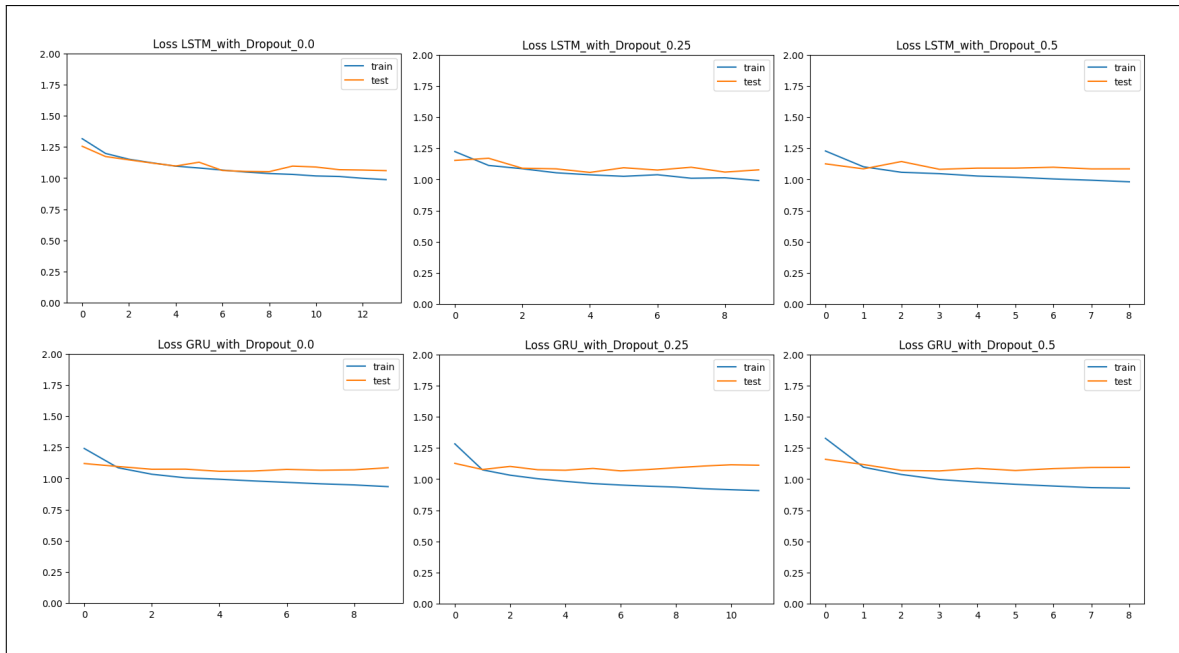 Loss LSTM_with_Dropout_0.0
2.00
1.75
1.50
1.25
1.00
0.75
0.50
0.25
0.00
0 2 4 6 8 10 12
train
test
Loss LSTM_with_Dropout_0.25
2.00
1.75
1.50
1.25
1.00
0.75
0.50
0.25
0.00
0 2 4 6 8
train
test
Loss LSTM_with_Dropout_0.5
2.00
1.75
1.50
1.25
1.00
0.75
0.50
0.25
0.00
0 1 2 3 4 5 6 7 8
train
test
Loss GRU_with_Dropout_0.0
2.00
1.75
1.50
1.25
1.00
0.75
0.50
0.25
0.00
0 2 4 6 8
train
test
Loss GRU_with_Dropout_0.25
2.00
1.75
1.50
1.25
1.00
0.75
0.50
0.25
0.00
0 2 4 6 8 10
train
test
Loss GRU_with_Dropout_0.5
2.00
1.75
1.50
1.25
1.00
0.75
0.50
0.25
0.00
0 1 2 3 4 5 6 7 8
train
test